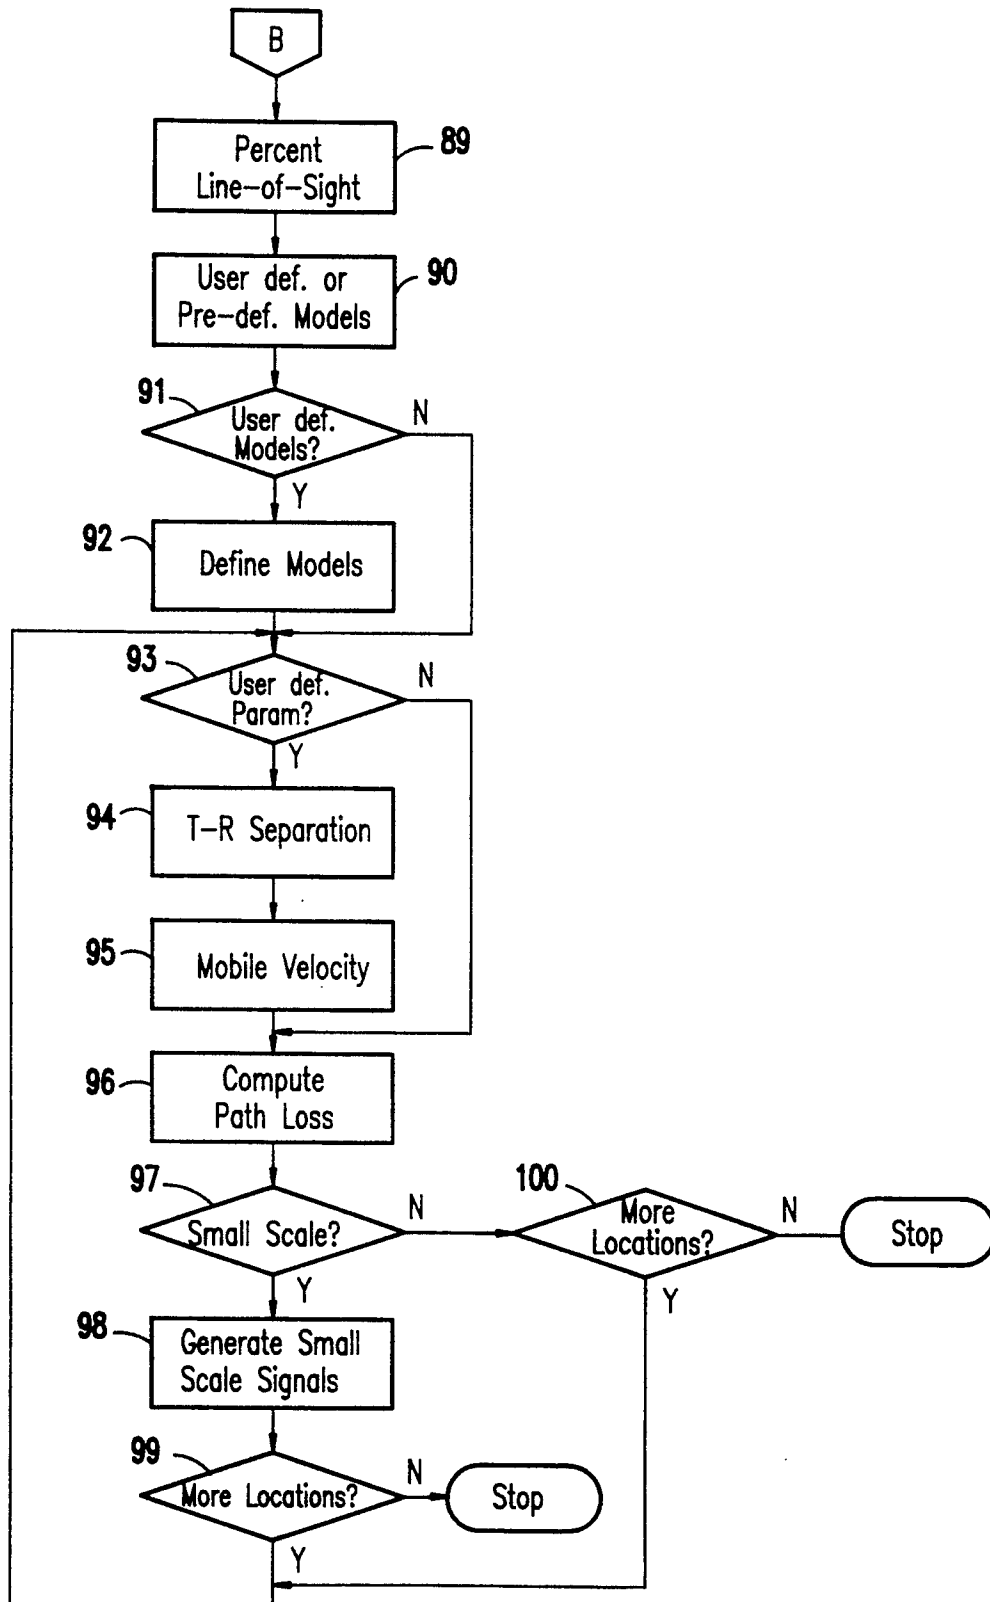 B
Percent
Line-of-Sight
89
User def. or
Pre-def. Models
90
91
User def.
Models?
N
Y
92
Define Models
93
User def.
Param?
N
Y
94
T-R Separation
95
Mobile Velocity
96
Compute
Path Loss
97
Small Scale?
N
Y
100
More
Locations?
N
Stop
Y
98
Generate Small
Scale Signals
99
More Locations?
N
Stop
Y